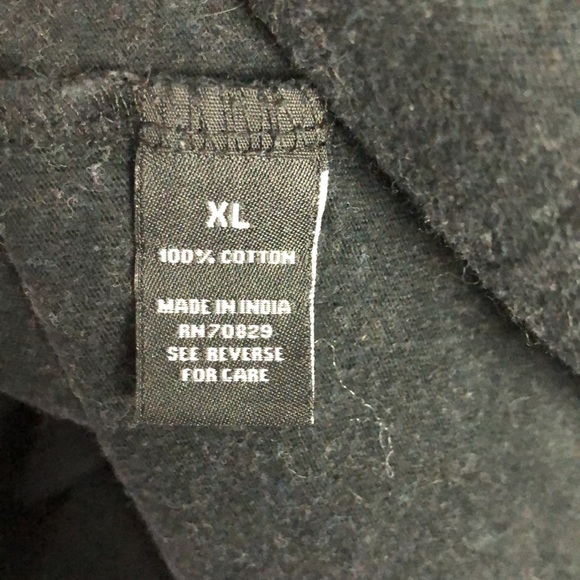 XL
100% COTTON
MADE IN INDIA
RN 70829
SEE REVERSE
FOR CARE